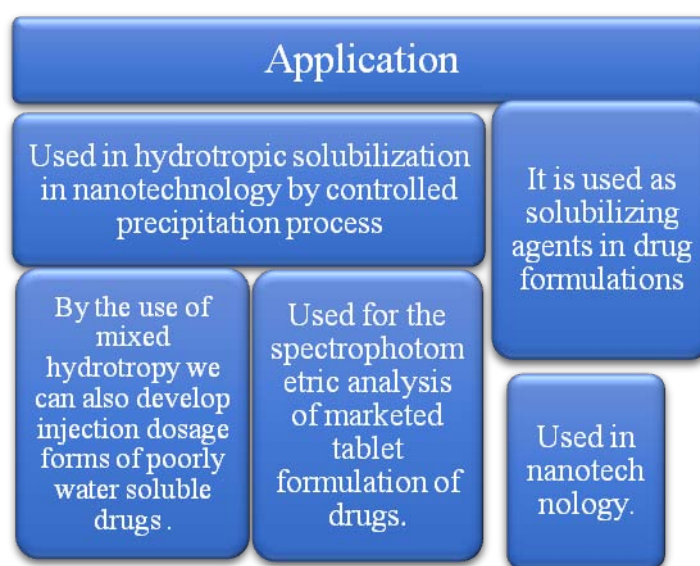 Application
Used in hydrotropic solubilization
in nanotechnology by controlled
precipitation process
It is used as
solubilizing
agents in drug
formulations
By the use of
mixed
hydrotropy we
can also develop
injection dosage
forms of poorly
water soluble
drugs .
Used for the
spectrophotom
etric analysis
of marketed
tablet
formulation of
drugs.
Used in
nanotech
nology.